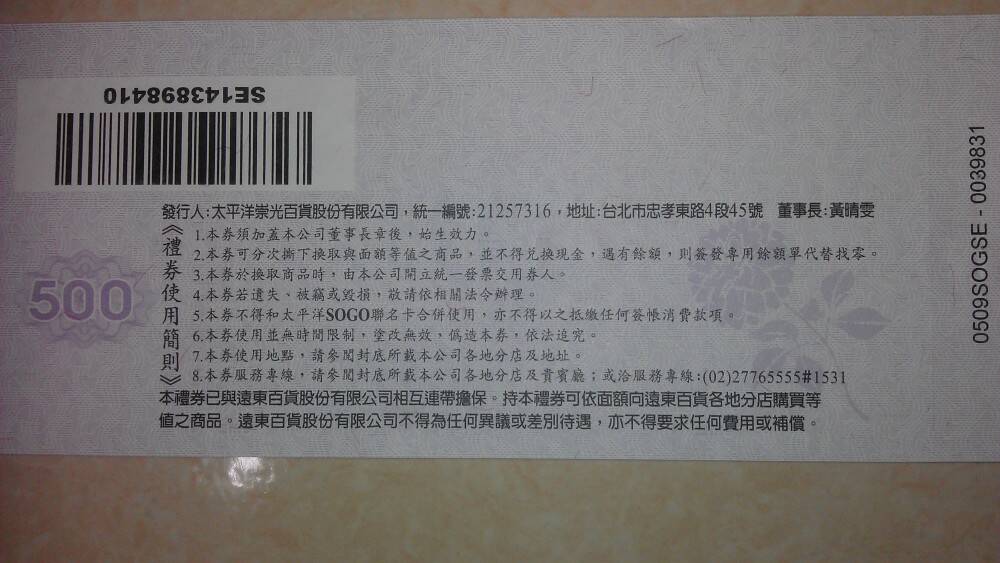 SE1438898410
發行人:太平洋崇光百貨股份有限公司，統一編號:21257316，地址:台北市忠孝東路4段45號 董事長:黃晴雯
《禮券使用簡則》
1.本券須加蓋本公司董事長章後，始生效力。
2.本券可分次撕下換取與面額等值之商品，並不得兌換現金，遇有餘額，則簽發專用餘額單代替找零。
3.本券於換取商品時，由本公司開立統一發票交用券人。
4.本券若遺失、被竊或毀損，敬請依相關法令辦理。
5.本券不得和太平洋SOGO聯名卡合併使用，亦不得以之抵繳任何簽帳消費款項。
6.本券使用並無時間限制，塗改無效、偽造本券，依法追究。
7.本券使用地點，請參閱封底所載本公司各地分店及地址。
8.本券服務專線，請參閱封底所載本公司各地分店及貴賓廳；或洽服務專線:(02)27765555#1531
本禮券已與遠東百貨股份有限公司相互連帶擔保。持本禮券可依面額向遠東百貨各地分店購買等
值之商品。遠東百貨股份有限公司不得為任何異議或差別待遇，亦不得要求任何費用或補償。
500
0509SOGSE - 0039831